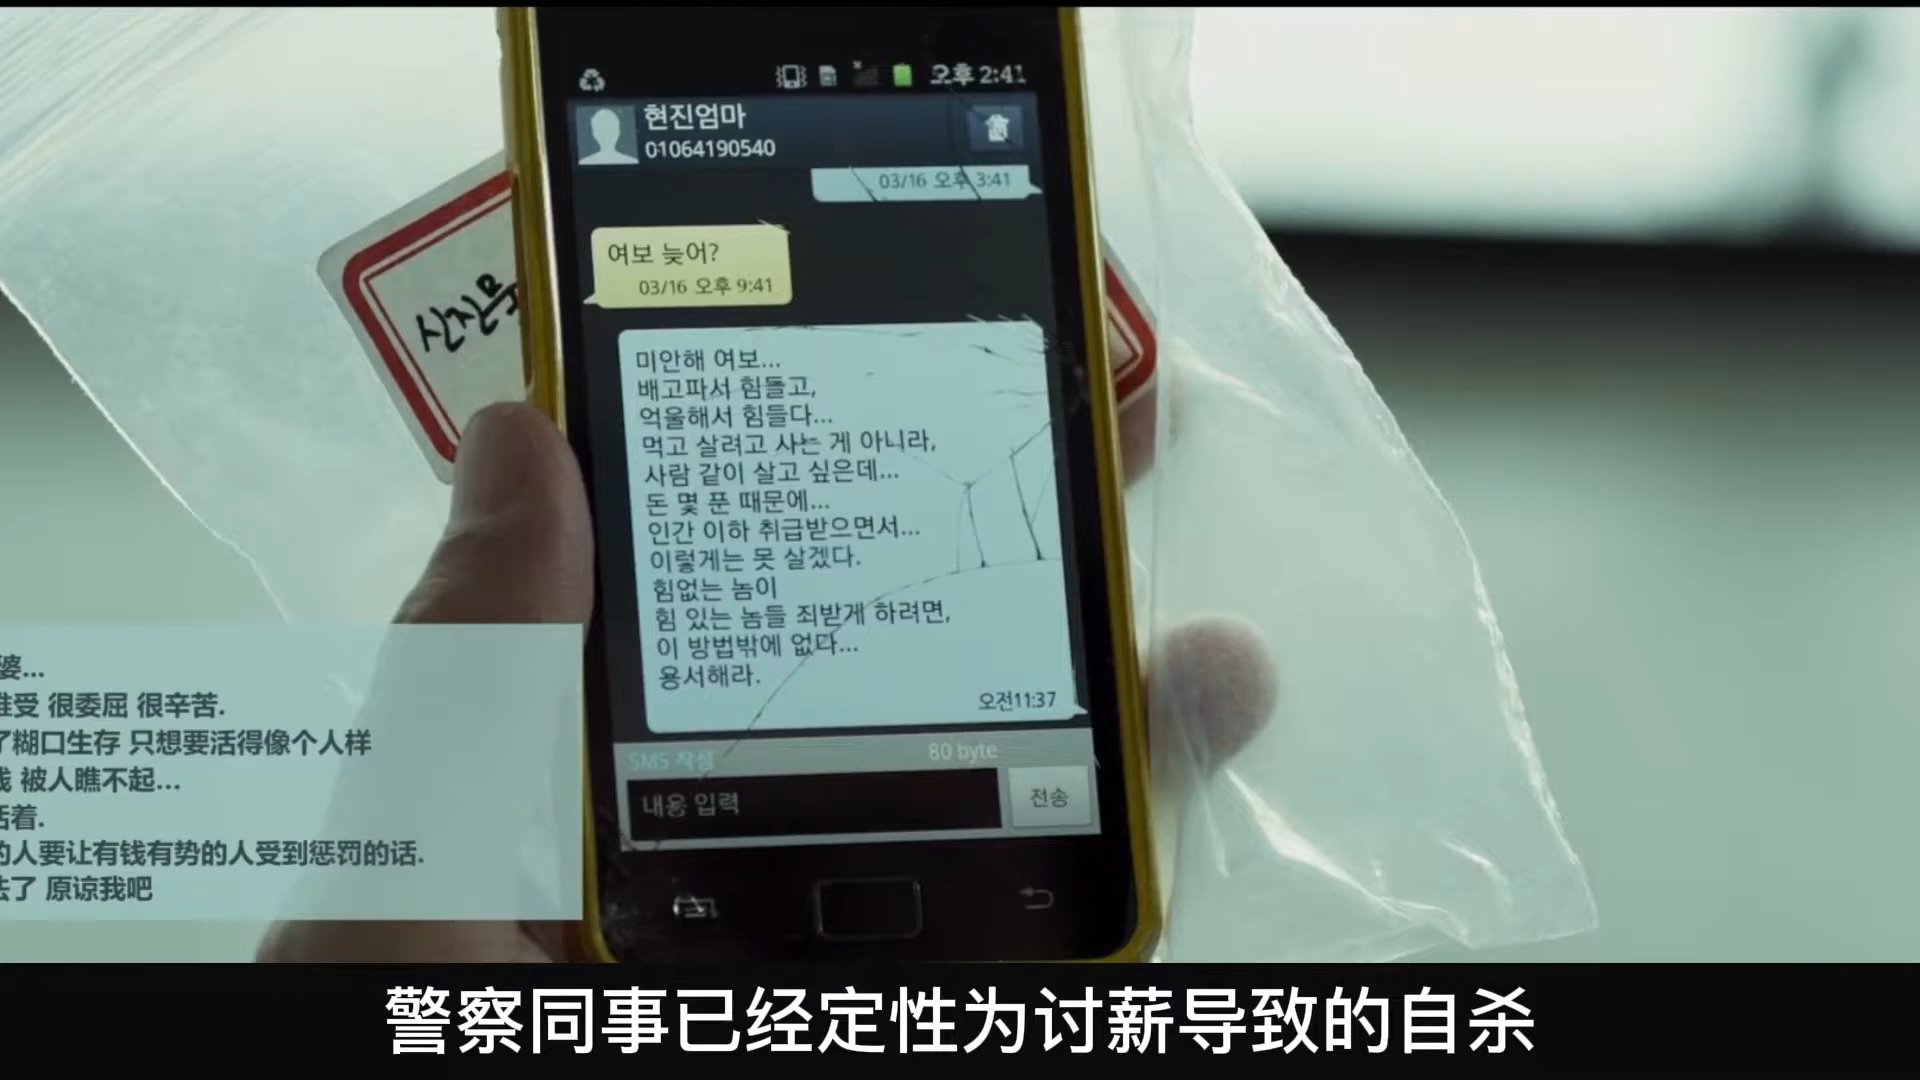 오후 2:41
현진엄마
01064190540
03/16 오후 3:41
여보 늦어?
03/16 오후 9:41
신진
미안해 여보...
배고파서 힘들고,
억울해서 힘들다...
먹고 살려고 사는 게 아니라,
사람 같이 살고 싶은데...
돈 몇 푼 때문에...
인간 이하 취급받으면서...
이렇게는 못 살겠다.
힘없는 놈이
힘 있는 놈들 죄받게 하려면,
이 방법밖에 없다...
용서해라.
오전11:37
SMS 작성
80 byte
내용 입력
전송
婆...
受 很委屈 很辛苦.
了糊口生存 只想要活得像个人样
被人瞧不起...
活着.
的人要让有钱有势的人受到惩罚的话.
去了 原谅我吧
警察同事已经定性为讨薪导致的自杀